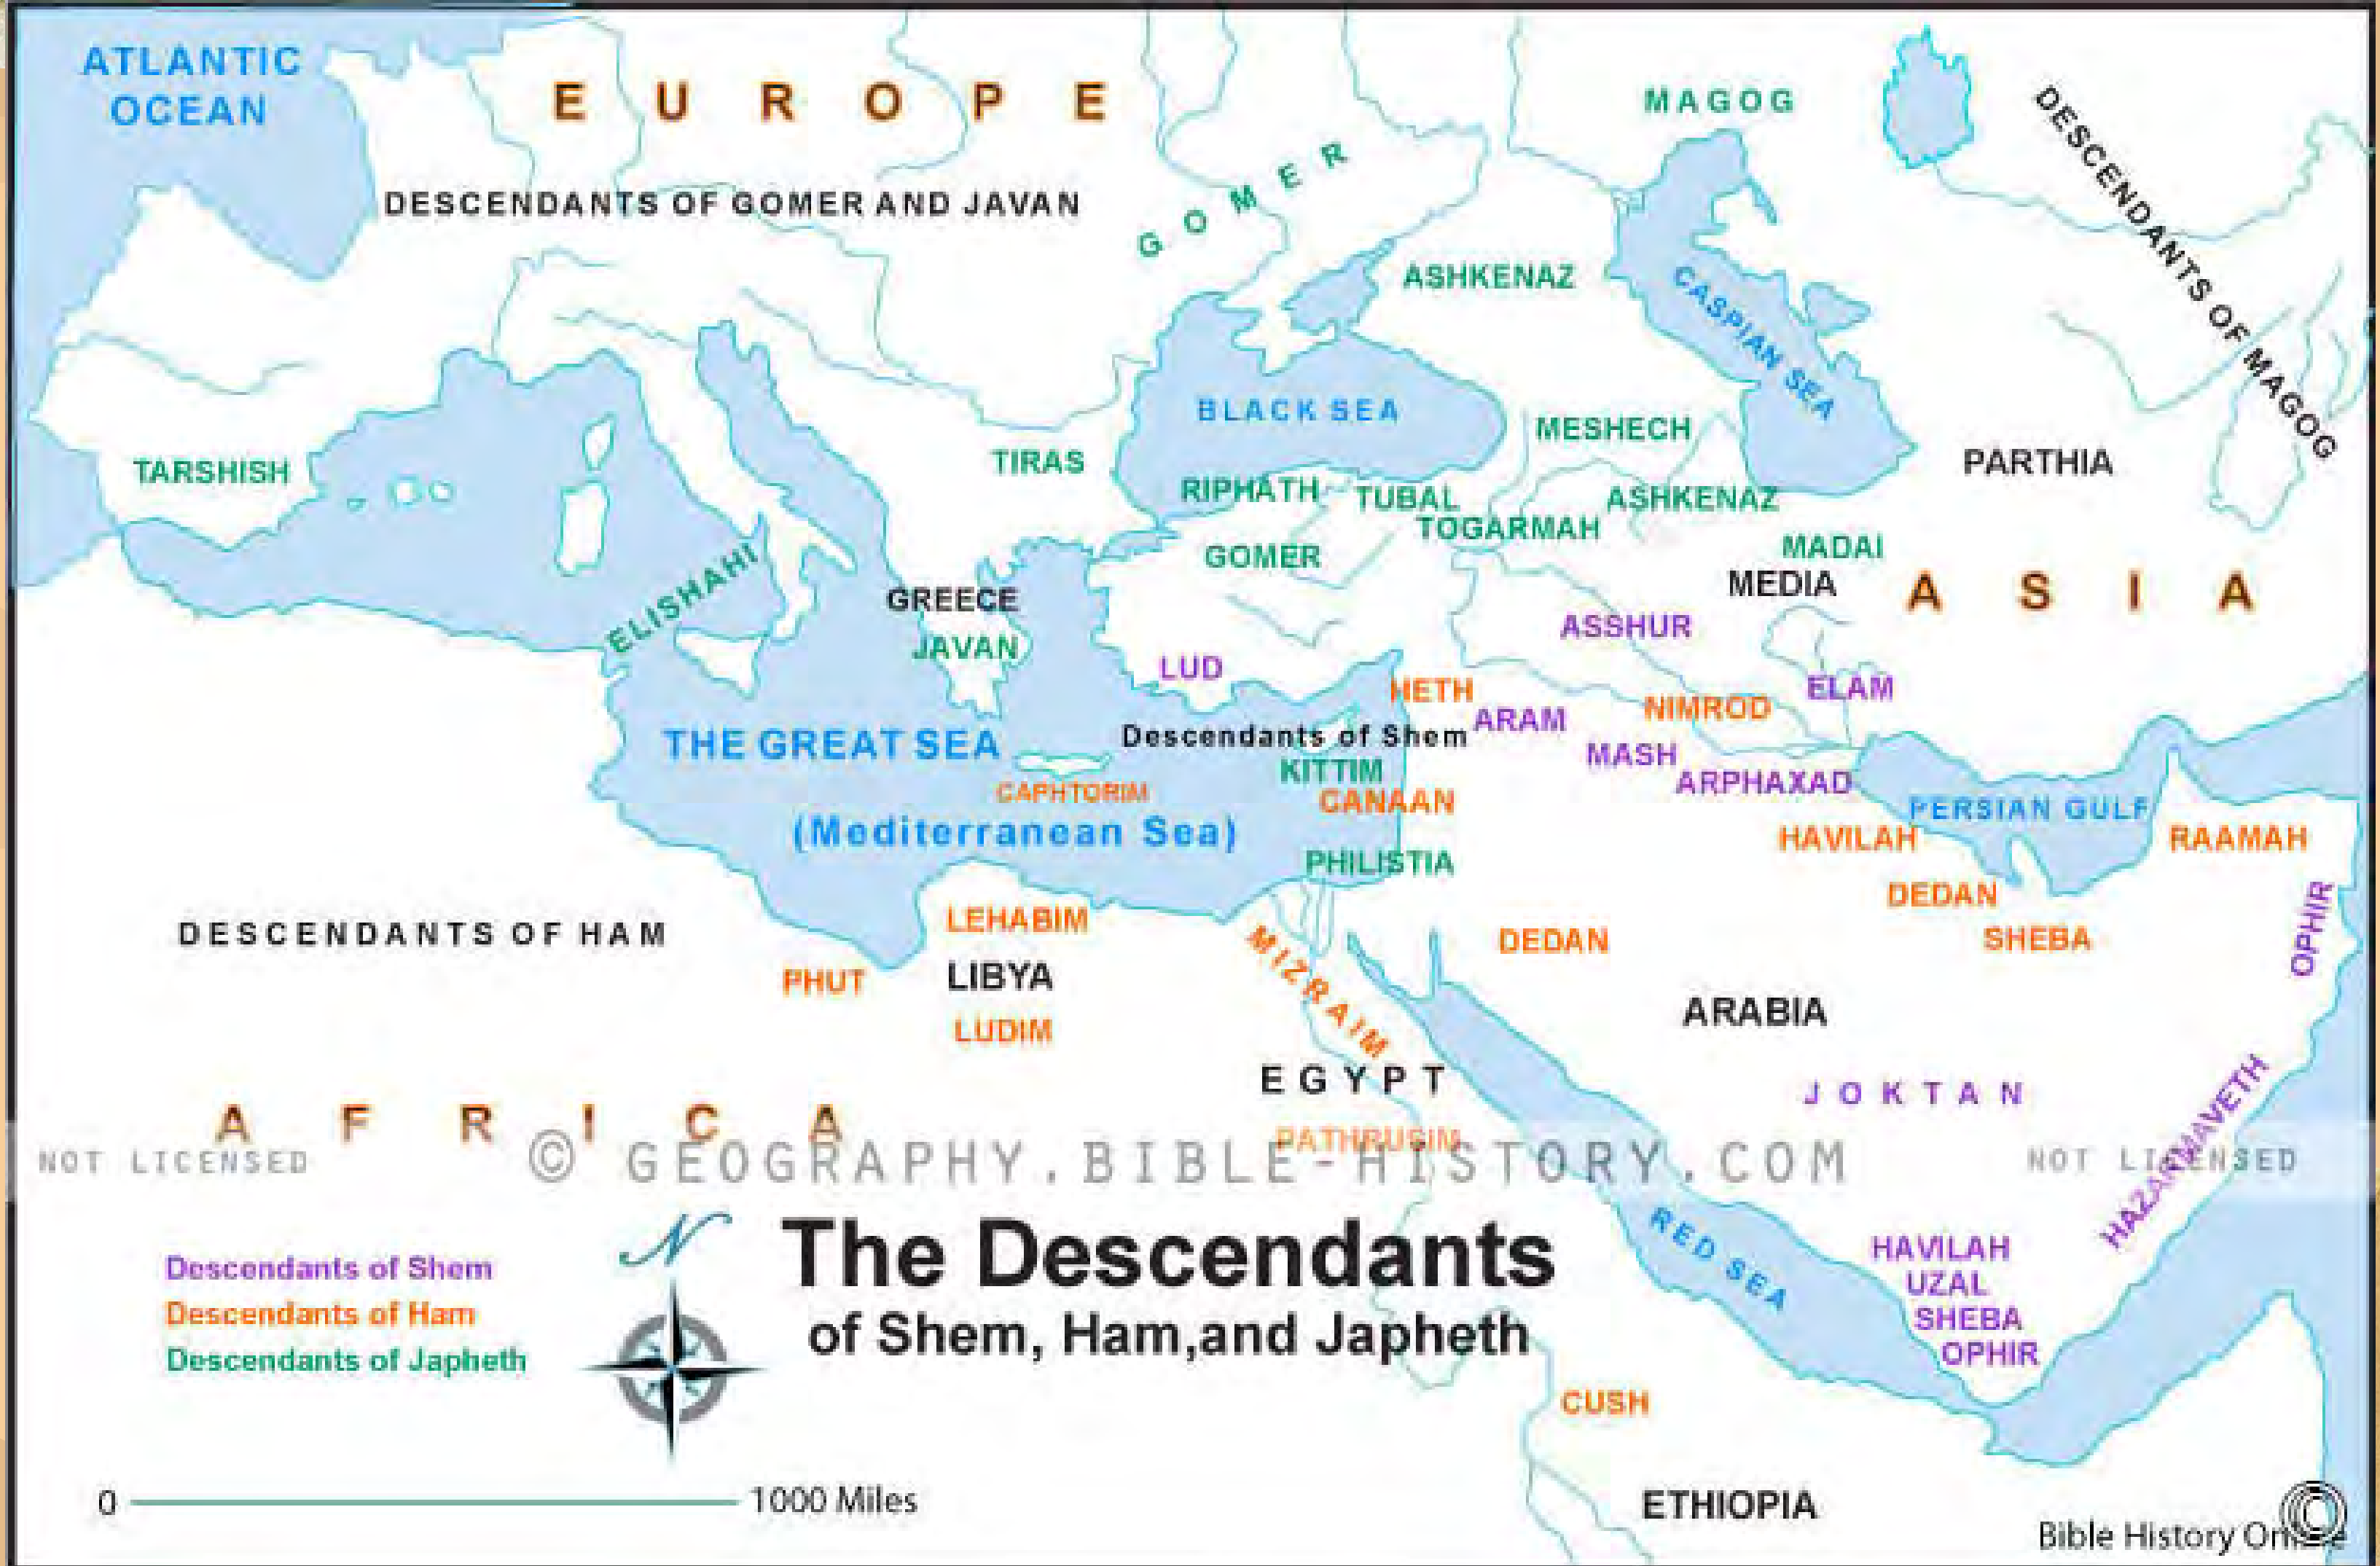 ATLANTIC
OCEAN
EUROPE
MAGOG
DESCENDANTS OF MAGOG
DESCENDANTS OF GOMER AND JAVAN
GOMER
ASHKENAZ
CASPIAN SEA
BLACK SEA
MESHECH
PARTHIA
TARSHISH
TIRAS
RIPHATH
TUBAL
ASHKENAZ
TOGARMAH
GOMER
MADAI
MEDIA
ASIA
ELISHAHI
GREECE
JAVAN
ASSHUR
LUD
HETH
ELAM
NIMROD
ARAM
THE GREAT SEA
Descendants of Shem
MASH
KITTIM
ARPHAXAD
CAPHTORIM
CANAAN
PERSIAN GULF
(Mediterranean Sea)
HAVILAH
RAAMAH
PHILISTIA
DEDAN
OPHIR
LEHABIM
DESCENDANTS OF HAM
MIZRAIM
DEDAN
SHEBA
PHUT
LIBYA
ARABIA
LUDIM
EGYPT
JOKTAN
HAZARMAVETH
AFRICA
PATHRUSIM
NOT LICENSED
© GEOGRAPHY.BIBLE-HISTORY.COM
NOT LICENSED
The Descendants
of Shem, Ham,and Japheth
RED SEA
HAVILAH
UZAL
SHEBA
OPHIR
Descendants of Shem
Descendants of Ham
Descendants of Japheth
N
CUSH
0
1000 Miles
ETHIOPIA
Bible History Online